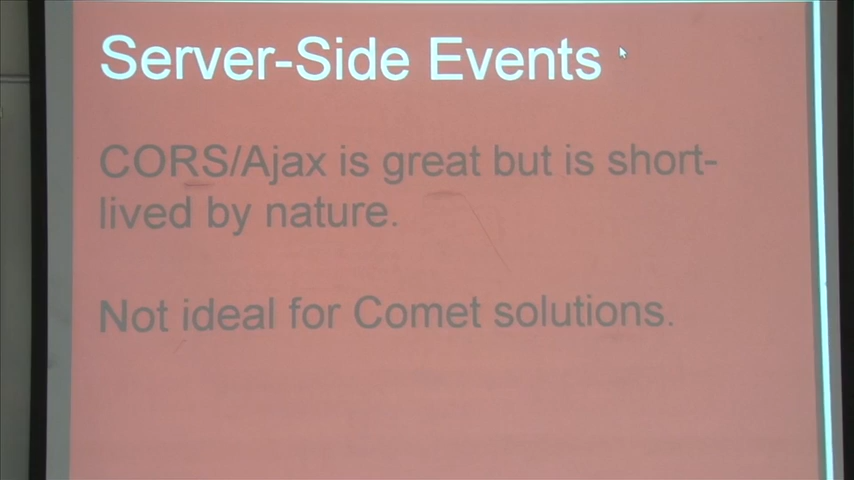 Server-Side Events
CORS/Ajax is great but is short-
lived by nature.
Not ideal for Comet solutions.